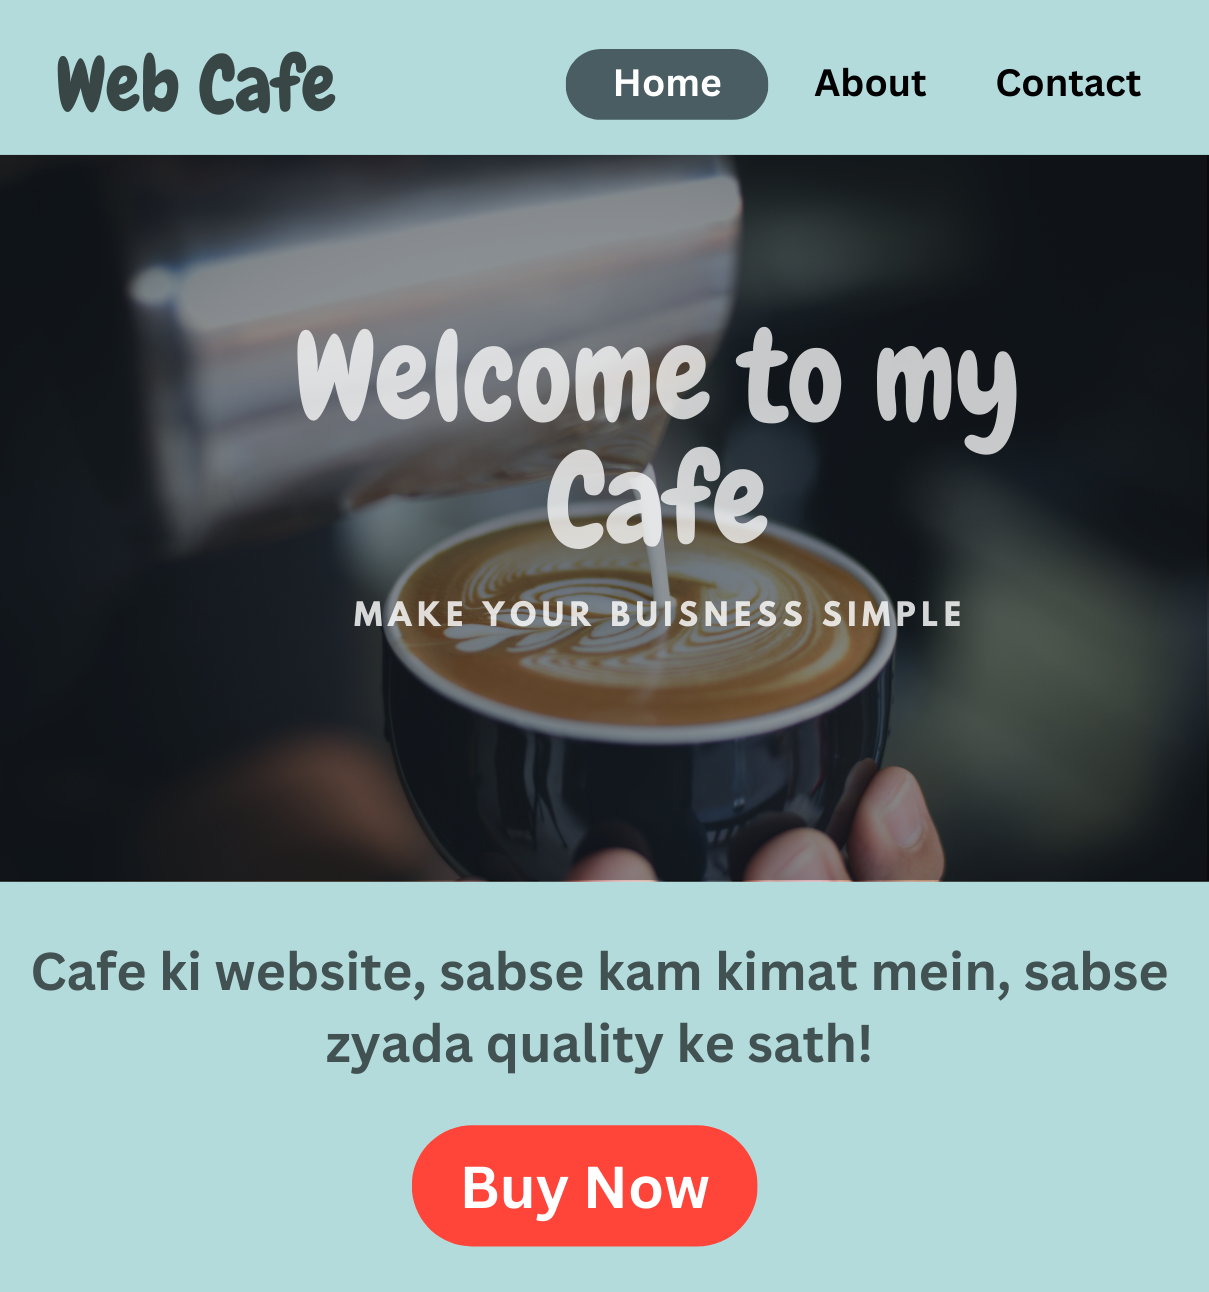 Web Cafe
Home About Contact
Welcome to my
Cafe
MAKE YOUR BUISNESS SIMPLE
Cafe ki website, sabse kam kimat mein, sabse
zyada quality ke sath!
Buy Now